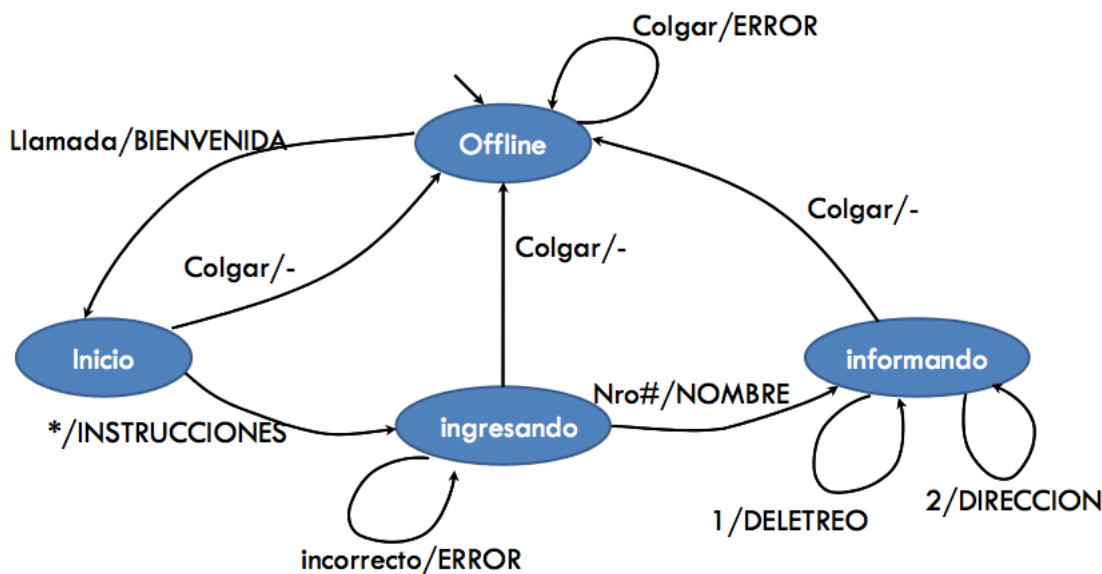 Colgar/ERROR
Llamada/BIENVENIDA
Offline
Colgar/-
Colgar/-
Colgar/-
Inicio
informando
Nro#/NOMBRE
*/INSTRUCCIONES
ingresando
1/DELETREO
2/DIRECCION
incorrecto/ERROR